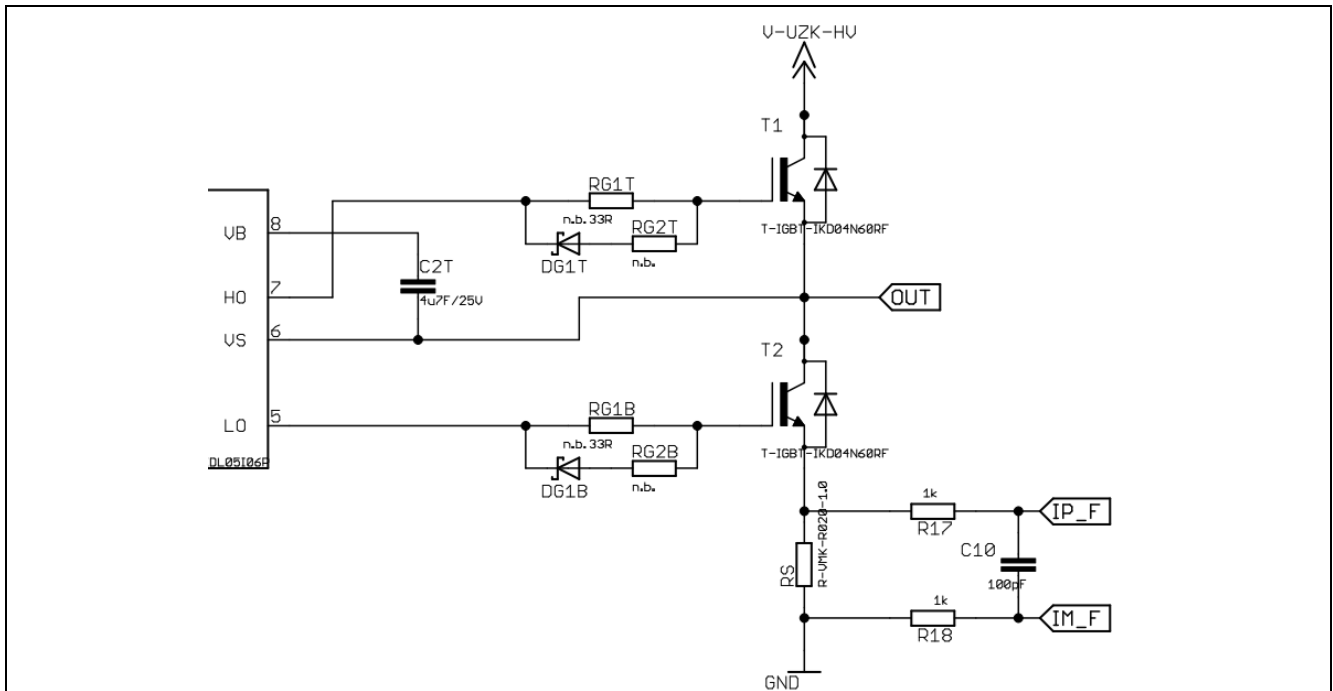 V-UZK-HV
T1
RG1T
n.b. 33R
RG2T
n.b.
DG1T
T-IGBT-IKD04N60RF
8
VB
C2T
4u7F/25V
7
HO
OUT
6
VS
T2
RG1B
5
LO
n.b. 33R
RG2B
n.b.
DG1B
T-IGBT-IKD04N60RF
R-VMK-R020-1.0
RS
1k
R17
IP_F
C10
100pF
1k
R18
IM_F
GND